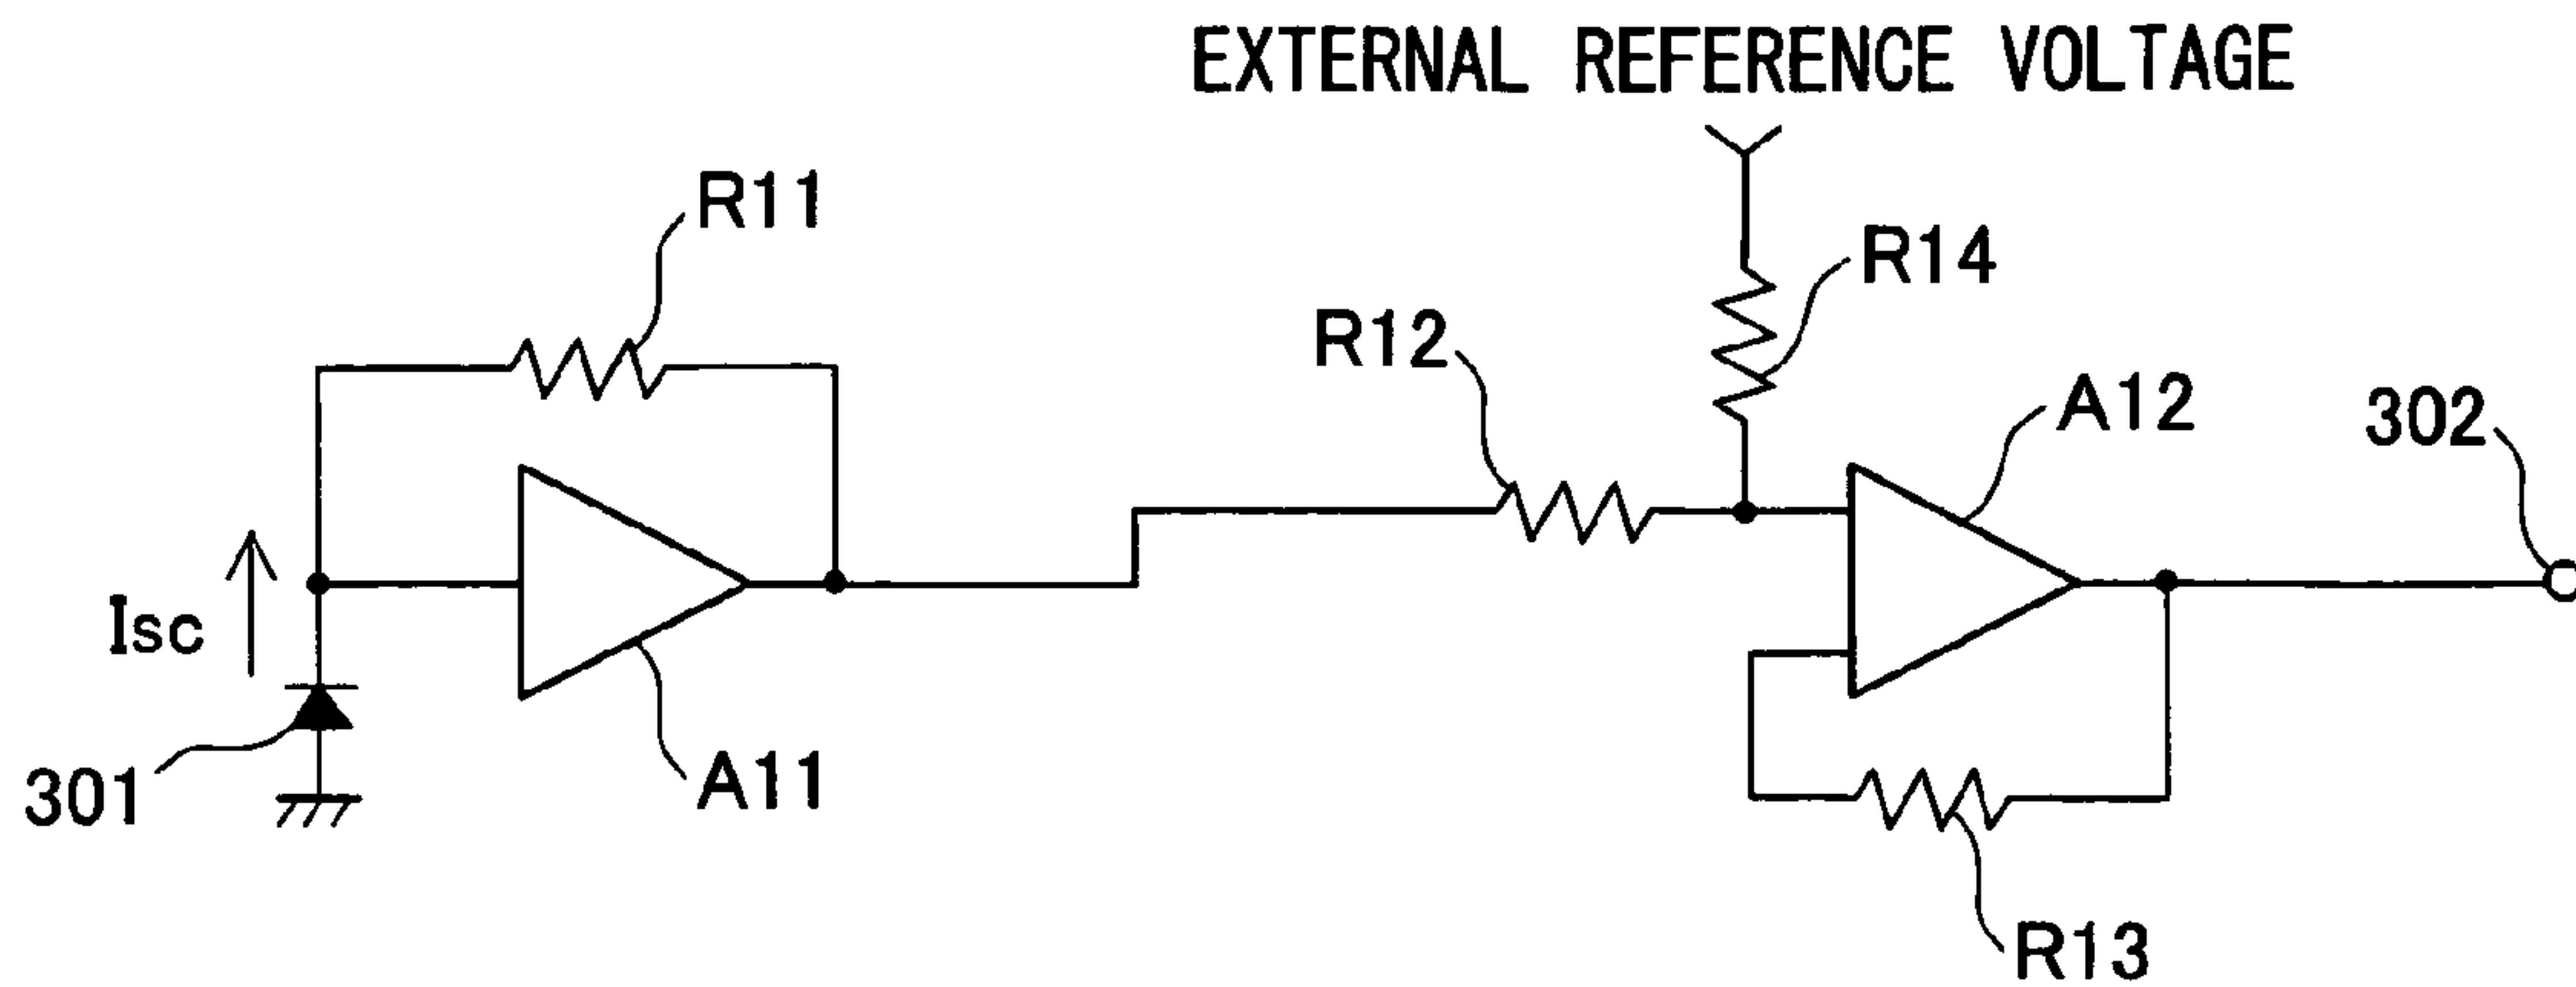 EXTERNAL REFERENCE VOLTAGE
R11
R14
R12
A12
302
Isc
301
A11
R13